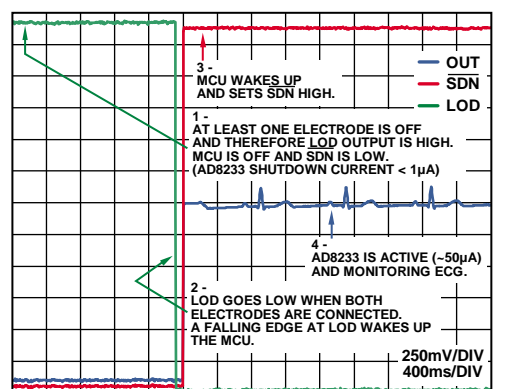 OUT
SDN
LOD
3 -
MCU WAKES UP
AND SETS SDN HIGH.
1 -
AT LEAST ONE ELECTRODE IS OFF
AND THEREFORE LOD OUTPUT IS HIGH.
MCU IS OFF AND SDN IS LOW.
(AD8233 SHUTDOWN CURRENT < 1µA)
4 -
AD8233 IS ACTIVE (~50µA)
AND MONITORING ECG.
2 -
LOD GOES LOW WHEN BOTH
ELECTRODES ARE CONNECTED.
A FALLING EDGE AT LOD WAKES UP
THE MCU.
250mV/DIV
400ms/DIV